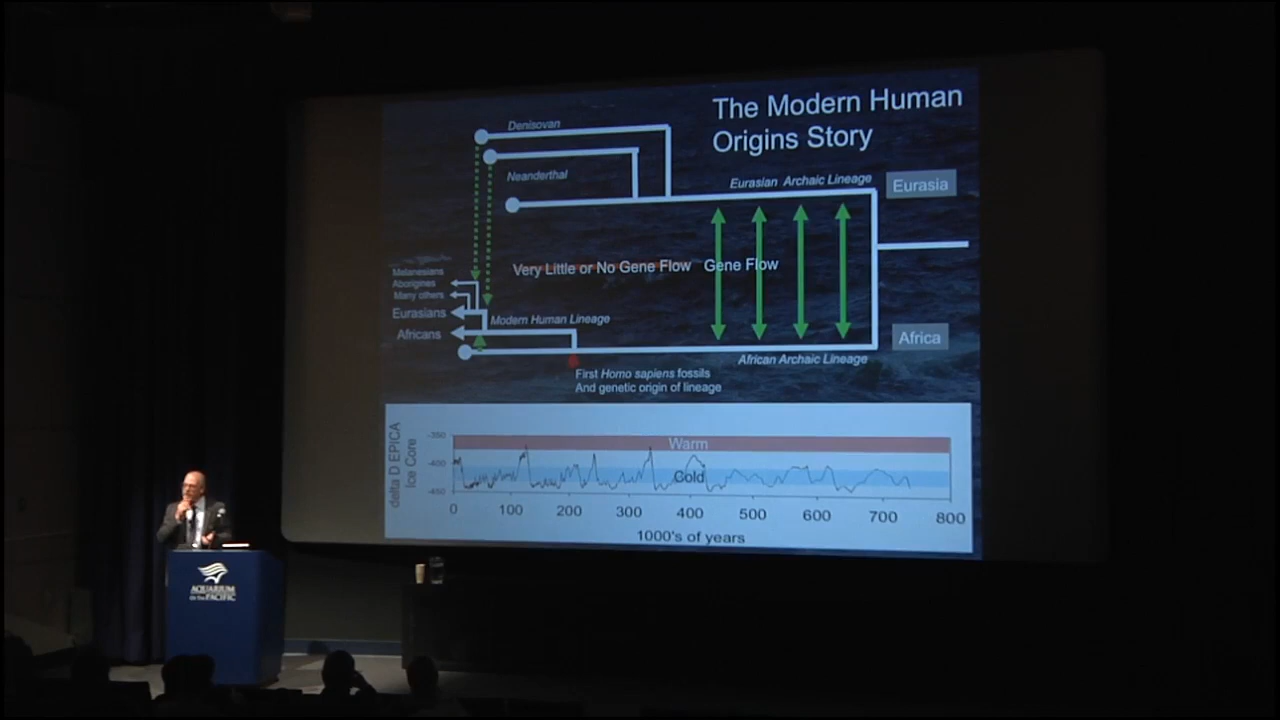 The Modern Human
Origins Story
Denisovan
Neanderthal
Eurasian Archaic Lineage
Eurasia
Very Little or No Gene Flow
Gene Flow
Melanesians
Aborigines
Many others
Eurasians
Africans
Modern Human Lineage
Africa
African Archaic Lineage
First Homo sapiens fossils
And genetic origin of lineage
delta D EPICA
Ice Core
-350
-400
-450
Warm
Cold
0 100 200 300 400 500 600 700 800
1000's of years
AQUARIUM
OF THE PACIFIC